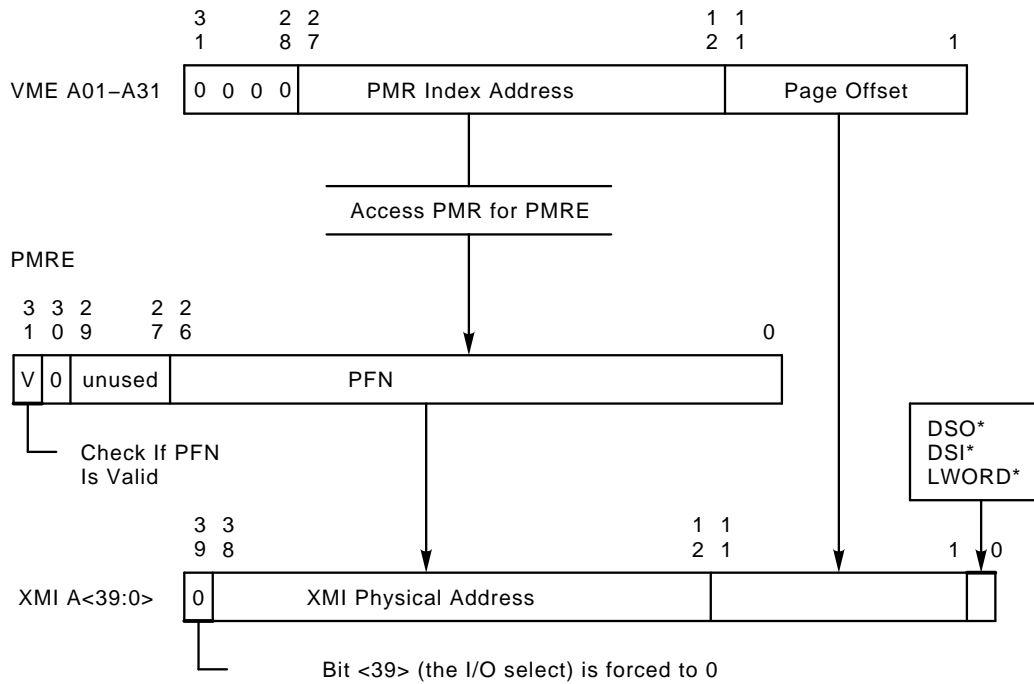 3 2 2 1 1
1 8 7 2 1 1
VME A01–A31 0 0 0 0 PMR Index Address Page Offset
Access PMR for PMRE
PMRE
3 3 2 2 2
1 0 9 7 6 0
V 0 unused PFN
Check If PFN
Is Valid
DSO*
DSI*
LWORD*
3 3 1 1
9 8 2 1 1 0
XMI A<39:0> 0 XMI Physical Address
Bit <39> (the I/O select) is forced to 0